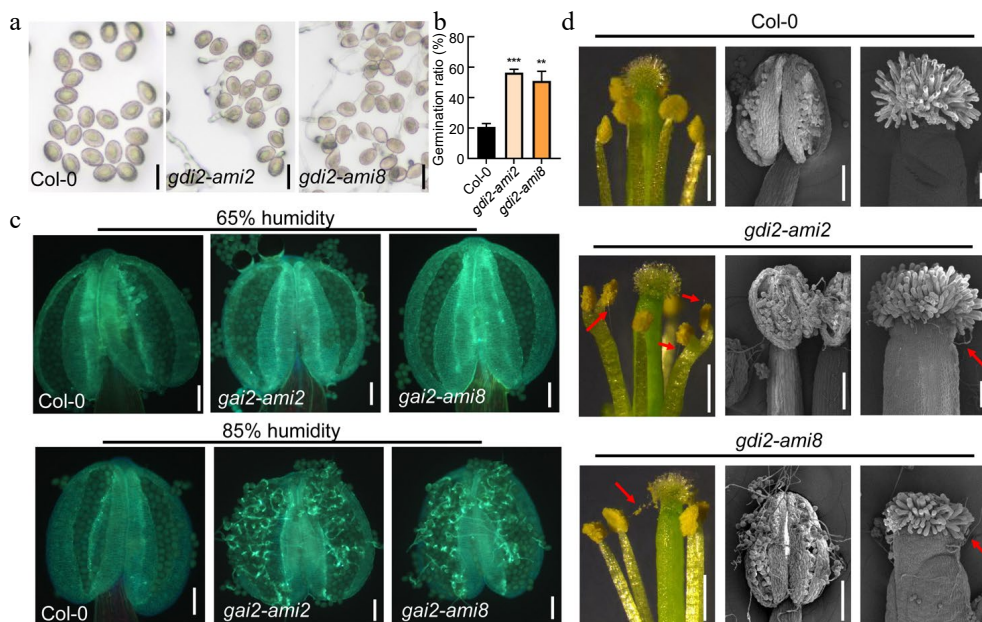 a
Col-0
gdi2-ami2
gdi2-ami8
b
Germination ratio (%)
80
60
40
20
0
***
**
Col-0
gdi2-ami2
gdi2-ami8
c
65% humidity
Col-0
gai2-ami2
gai2-ami8
85% humidity
Col-0
gai2-ami2
gai2-ami8
d
Col-0
gdi2-ami2
gdi2-ami8